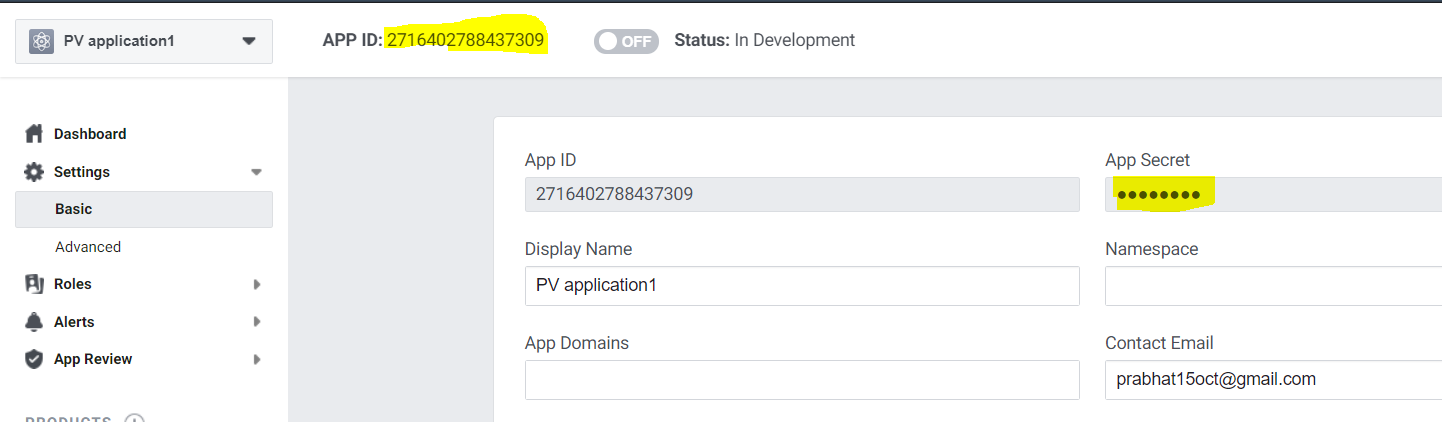 PV application1
APP ID: 2716402788437309
OFF
Status: In Development
Dashboard
Settings
Basic
Advanced
Roles
Alerts
App Review
PRODUCTS
App ID
2716402788437309
App Secret
●●●●●●●●
Display Name
PV application1
Namespace
App Domains
Contact Email
prabhat15oct@gmail.com